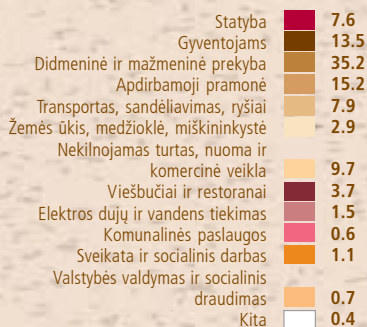 Statyba 7.6
Gyventojams 13.5
Didmeninė ir mažmeninė prekyba 35.2
Apdirbamoji pramonė 15.2
Transportas, sandėliavimas, ryšiai 7.9
Žemės ūkis, medžioklė, miškininkystė 2.9
Nekilnojamas turtas, nuoma ir
komercinė veikla 9.7
Viešbučiai ir restoranai 3.7
Elektros dujų ir vandens tiekimas 1.5
Komunalinės paslaugos 0.6
Sveikata ir socialinis darbas 1.1
Valstybės valdymas ir socialinis
draudimas 0.7
Kita 0.4